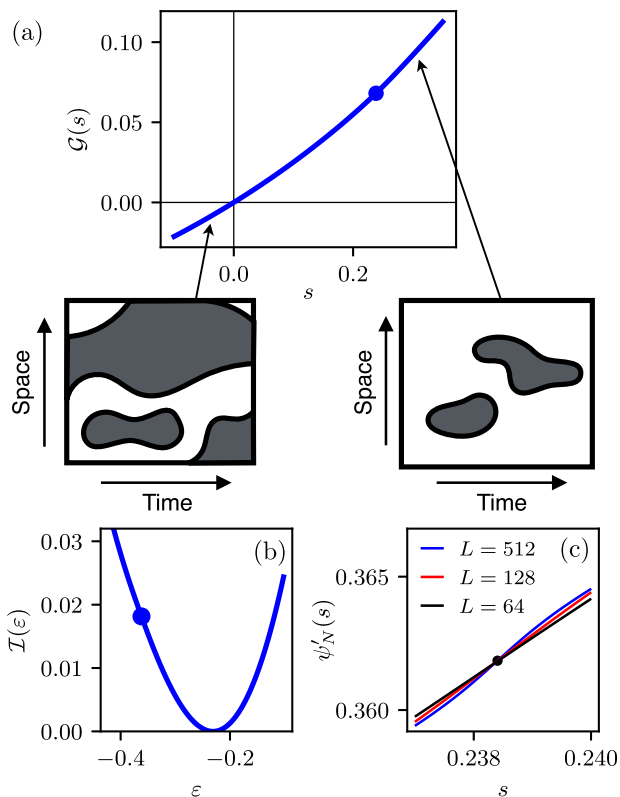 (a)
0.10
0.05
0.00
𝒢(s)
0.0
0.2
s
Space
Time
Space
Time
(b)
0.03
0.02
0.01
0.00
ℐ(ε)
−0.4
−0.2
ε
(c)
L = 512
L = 128
L = 64
0.365
0.360
ψ′N(s)
0.238
0.240
s